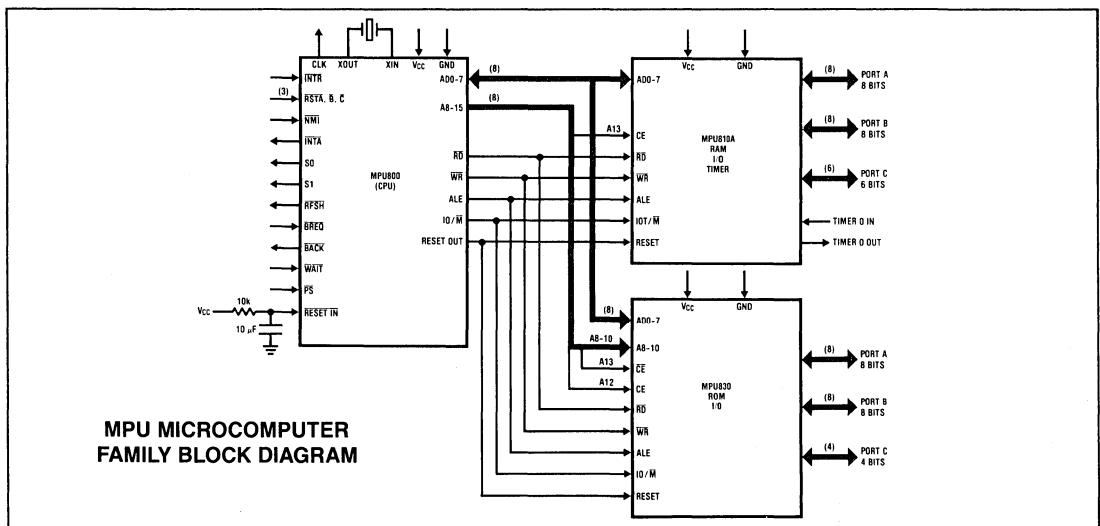 CLK XOUT XIN VCC GND
INTR
(3) RSTA, B, C
NMI
INTA
S0
S1
RFSH
BREQ
BACK
WAIT
PS
RESET IN
VCC 10k
10 µF
MPU800
(CPU)
AD0-7
A8-15
RD
WR
ALE
IO/M
RESET OUT
(8)
(8)
VCC GND
AD0-7
A13 CE
RD
WR
ALE
IOT/M
RESET
MPU810A
RAM
I/O
TIMER
(8) PORT A
8 BITS
(8) PORT B
8 BITS
(6) PORT C
6 BITS
TIMER 0 IN
TIMER 0 OUT
VCC GND
(8) AD0-7
A8-10 A8-10
A13 CE
A12 CE
RD
WR
ALE
IO/M
RESET
MPU830
ROM
I/O
(8) PORT A
8 BITS
(8) PORT B
8 BITS
(4) PORT C
4 BITS
MPU MICROCOMPUTER
FAMILY BLOCK DIAGRAM